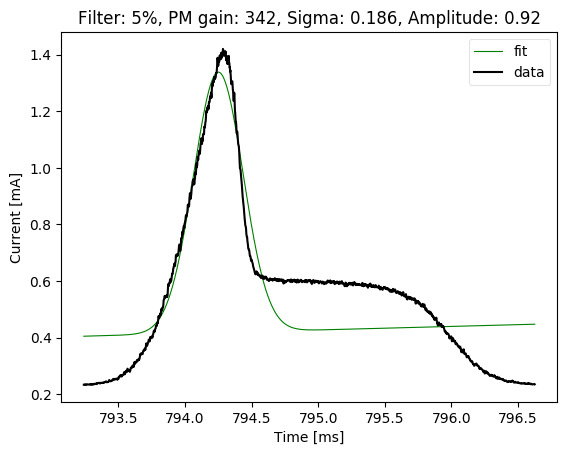 Filter: 5%, PM gain: 342, Sigma: 0.186, Amplitude: 0.92
fit
data
1.4
1.2
1.0
0.8
0.6
0.4
0.2
Current [mA]
793.5 794.0 794.5 795.0 795.5 796.0 796.5
Time [ms]